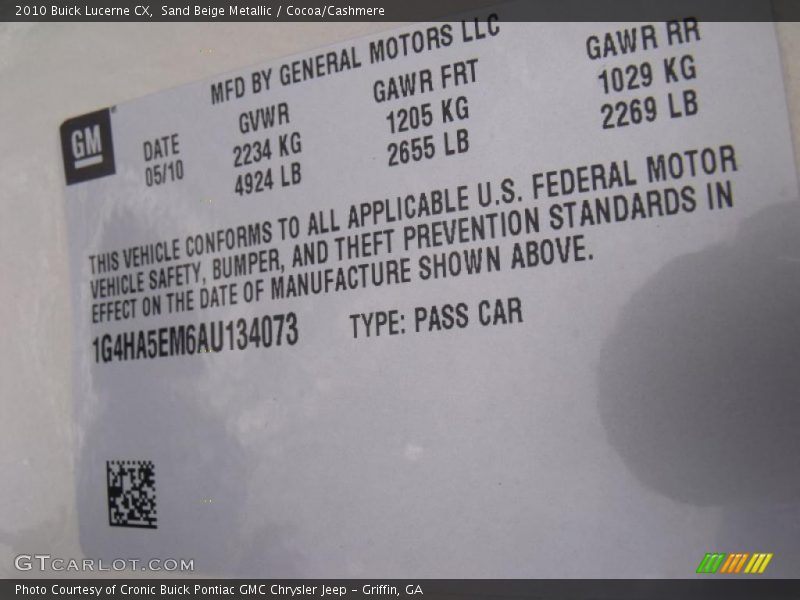 2010 Buick Lucerne CX, Sand Beige Metallic / Cocoa/Cashmere
MFD BY GENERAL MOTORS LLC
GM
DATE GVWR GAWR FRT GAWR RR
05/10 2234 KG 1205 KG 1029 KG
4924 LB 2655 LB 2269 LB
THIS VEHICLE CONFORMS TO ALL APPLICABLE U.S. FEDERAL MOTOR
VEHICLE SAFETY, BUMPER, AND THEFT PREVENTION STANDARDS IN
EFFECT ON THE DATE OF MANUFACTURE SHOWN ABOVE.
1G4HA5EM6AU134073 TYPE: PASS CAR
GTCARLOT.COM
Photo Courtesy of Cronic Buick Pontiac GMC Chrysler Jeep - Griffin, GA